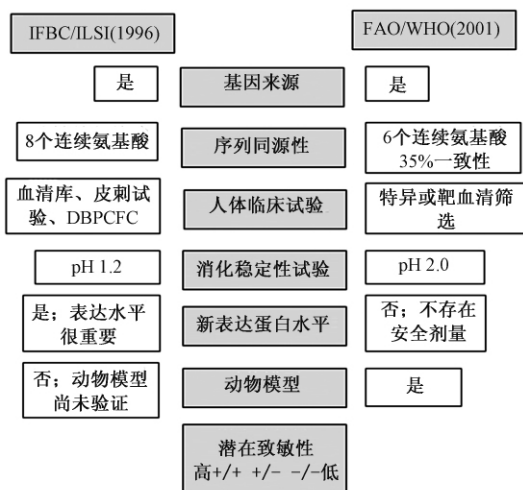 IFBC/ILSI(1996)
FAO/WHO(2001)
是
基因来源
是
8个连续氨基酸
序列同源性
6个连续氨基酸
35%一致性
血清库、皮刺试
验、DBPCFC
人体临床试验
特异或靶血清筛
选
pH 1.2
消化稳定性试验
pH 2.0
是；表达水平
很重要
新表达蛋白水平
否；不存在
安全剂量
否；动物模型
尚未验证
动物模型
是
潜在致敏性
高+/+ +/− −/−低